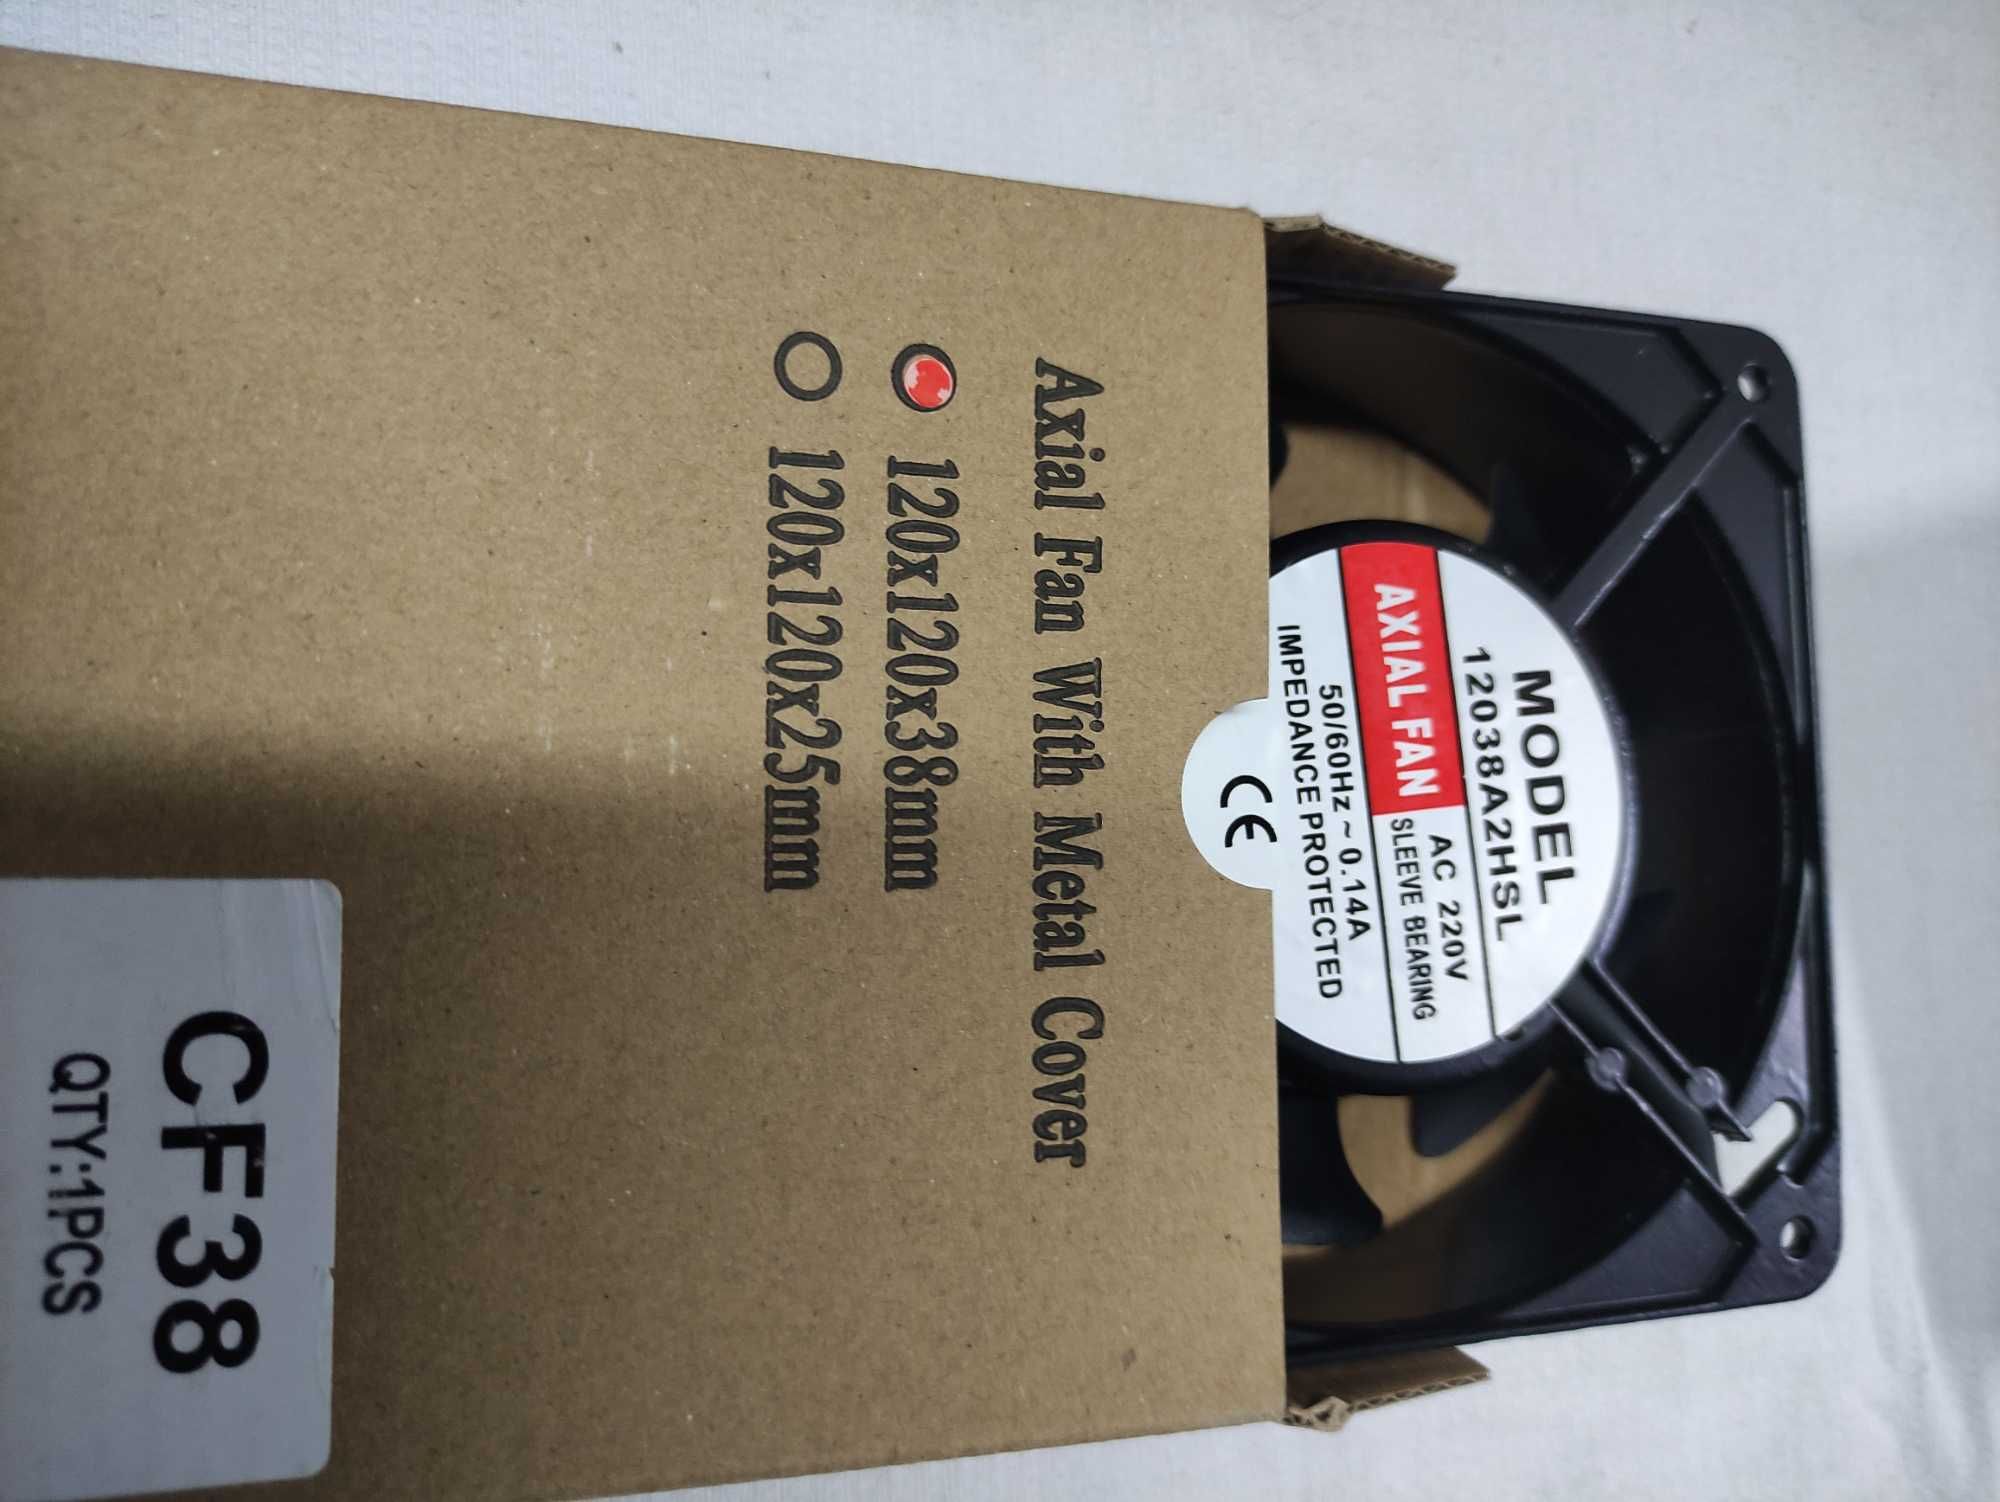 MODEL
12038A2HSL
AXIAL FAN
AC 220V
SLEEVE BEARING
50/60Hz ~ 0.14A
IMPEDANCE PROTECTED
CE
Axial Fan With Metal Cover
120x120x38mm
120x120x25mm
CF38
QTY:1PCS